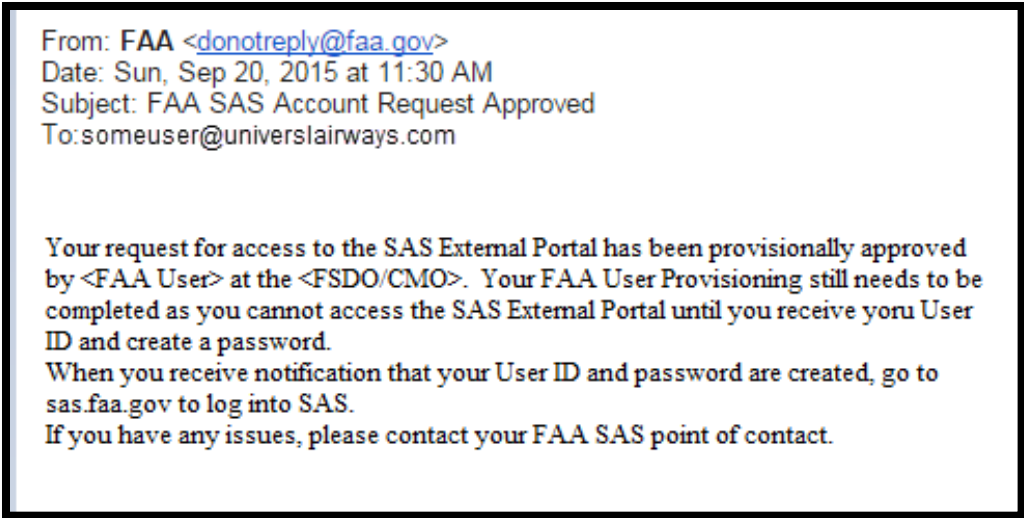 From: FAA <donotreply@faa.gov>
Date: Sun, Sep 20, 2015 at 11:30 AM
Subject: FAA SAS Account Request Approved
To:someuser@universlairways.com
Your request for access to the SAS External Portal has been provisionally approved
by <FAA User> at the <FSDO/CMO>.  Your FAA User Provisioning still needs to be
completed as you cannot access the SAS External Portal until you receive yoru User
ID and create a password.
When you receive notification that your User ID and password are created, go to
sas.faa.gov to log into SAS.
If you have any issues, please contact your FAA SAS point of contact.